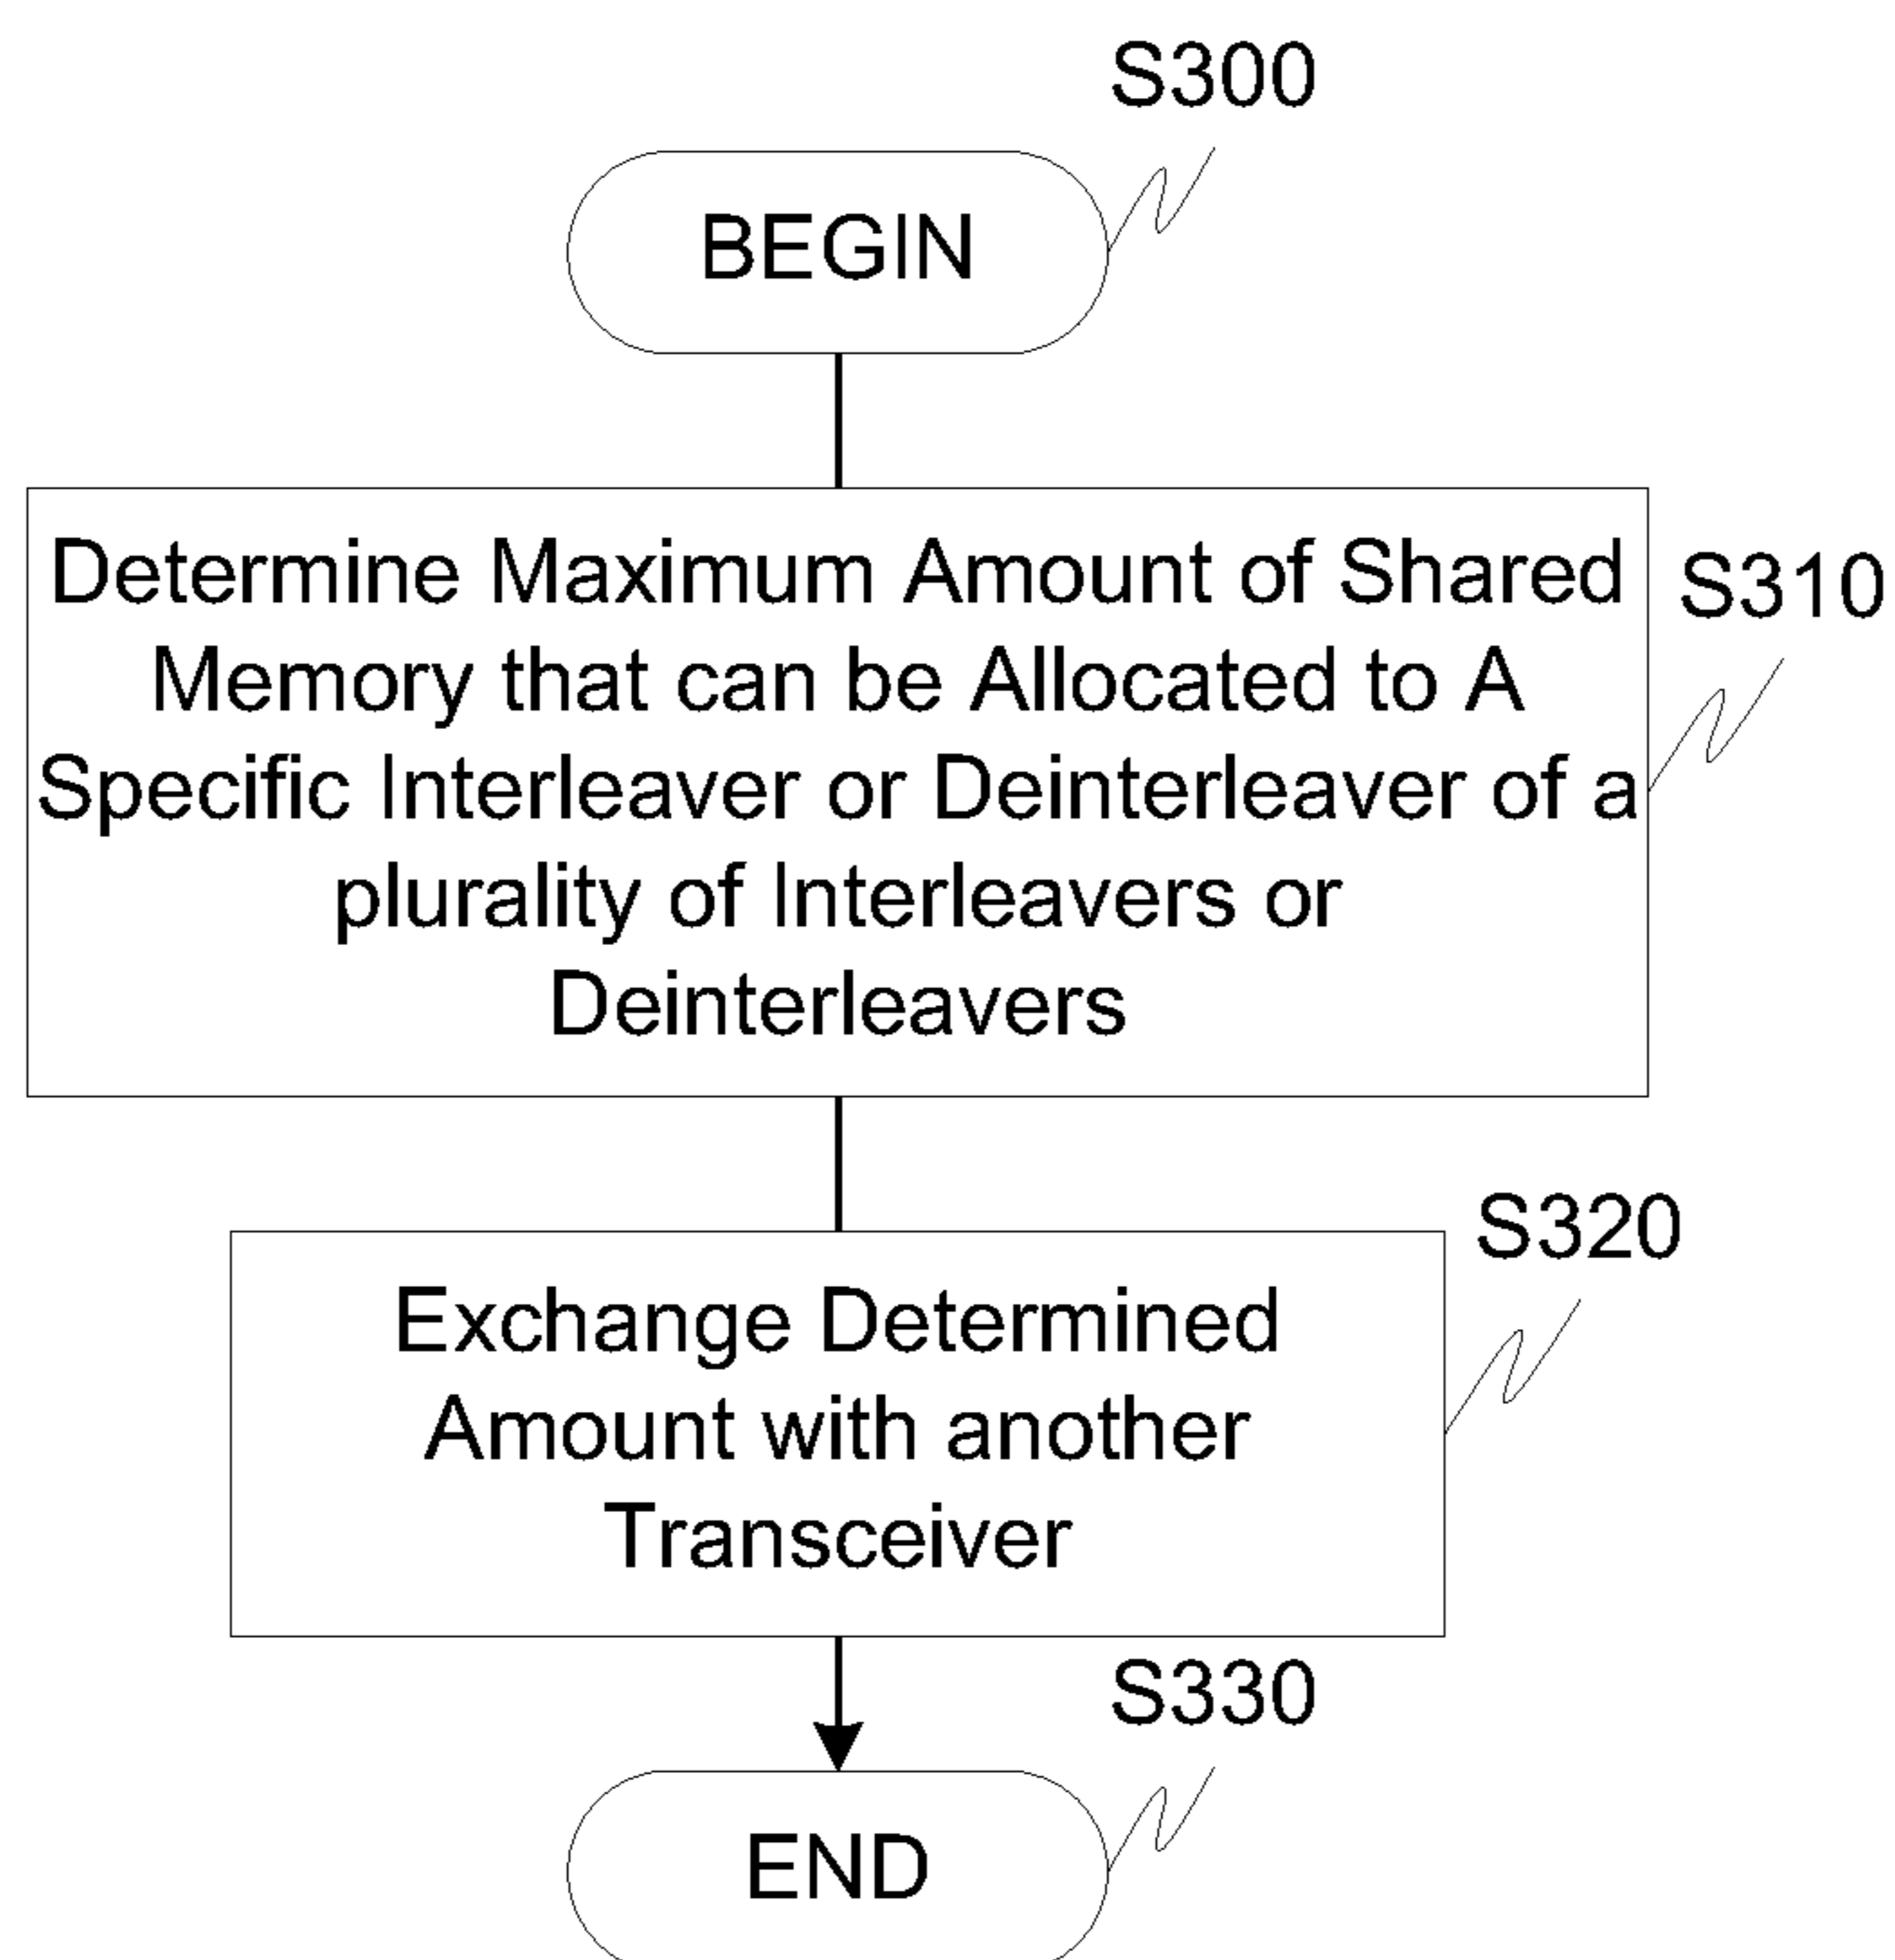 S300
BEGIN
Determine Maximum Amount of Shared
Memory that can be Allocated to A
Specific Interleaver or Deinterleaver of a
plurality of Interleavers or
Deinterleavers
S310
S320
Exchange Determined
Amount with another
Transceiver
S330
END